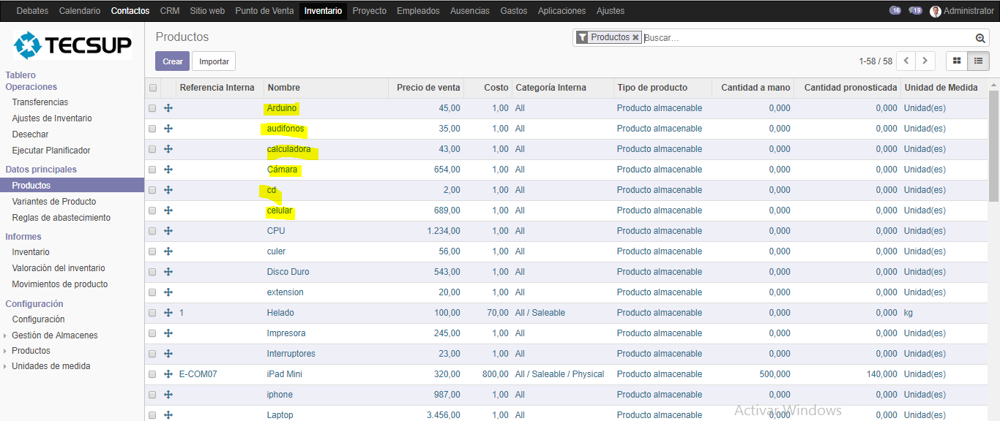 Debates Calendario Contactos CRM Sitio web Punto de Venta Inventario Proyecto Empleados Ausencias Gastos Aplicaciones Ajustes 16 19 Administrator
TECSUP
Productos
Productos Buscar...
Crear Importar
1-58 / 58
Tablero
Operaciones
Transferencias
Ajustes de Inventario
Desechar
Ejecutar Planificador
Datos principales
Productos
Variantes de Producto
Reglas de abastecimiento
Informes
Inventario
Valoración del inventario
Movimientos de producto
Configuración
Configuración
Gestión de Almacenes
Productos
Unidades de medida
Referencia Interna Nombre Precio de venta Costo Categoría Interna Tipo de producto Cantidad a mano Cantidad pronosticada Unidad de Medida
Arduino 45,00 1,00 All Producto almacenable 0,000 0,000 Unidad(es)
audifonos 35,00 1,00 All Producto almacenable 0,000 0,000 Unidad(es)
calculadora 43,00 1,00 All Producto almacenable 0,000 0,000 Unidad(es)
Cámara 654,00 1,00 All Producto almacenable 0,000 0,000 Unidad(es)
cd 2,00 1,00 All Producto almacenable 0,000 0,000 Unidad(es)
celular 689,00 1,00 All Producto almacenable 0,000 0,000 Unidad(es)
CPU 1.234,00 1,00 All Producto almacenable 0,000 0,000 Unidad(es)
culer 56,00 1,00 All Producto almacenable 0,000 0,000 Unidad(es)
Disco Duro 543,00 1,00 All Producto almacenable 0,000 0,000 Unidad(es)
extension 20,00 1,00 All Producto almacenable 0,000 0,000 Unidad(es)
1 Helado 100,00 70,00 All / Saleable Producto almacenable 0,000 0,000 kg
Impresora 245,00 1,00 All Producto almacenable 0,000 0,000 Unidad(es)
Interruptores 23,00 1,00 All Producto almacenable 0,000 0,000 Unidad(es)
E-COM07 iPad Mini 320,00 800,00 All / Saleable / Physical Producto almacenable 500,000 140,000 Unidad(es)
iphone 987,00 1,00 All Producto almacenable 0,000 0,000 Unidad(es)
Laptop 3.456,00 1,00 All Producto almacenable 0,000 0,000 Unidad(es)
Activar Windows